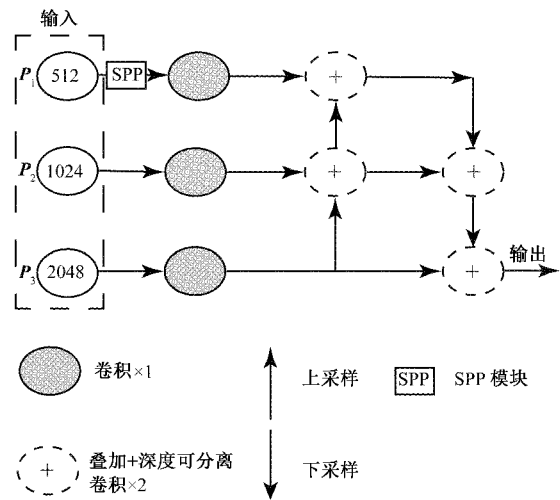 输入
P1 512 SPP +
P2 1024 + +
P3 2048 + 输出
卷积×1 上采样 SPP SPP 模块
+ 叠加+深度可分离
卷积×2 下采样